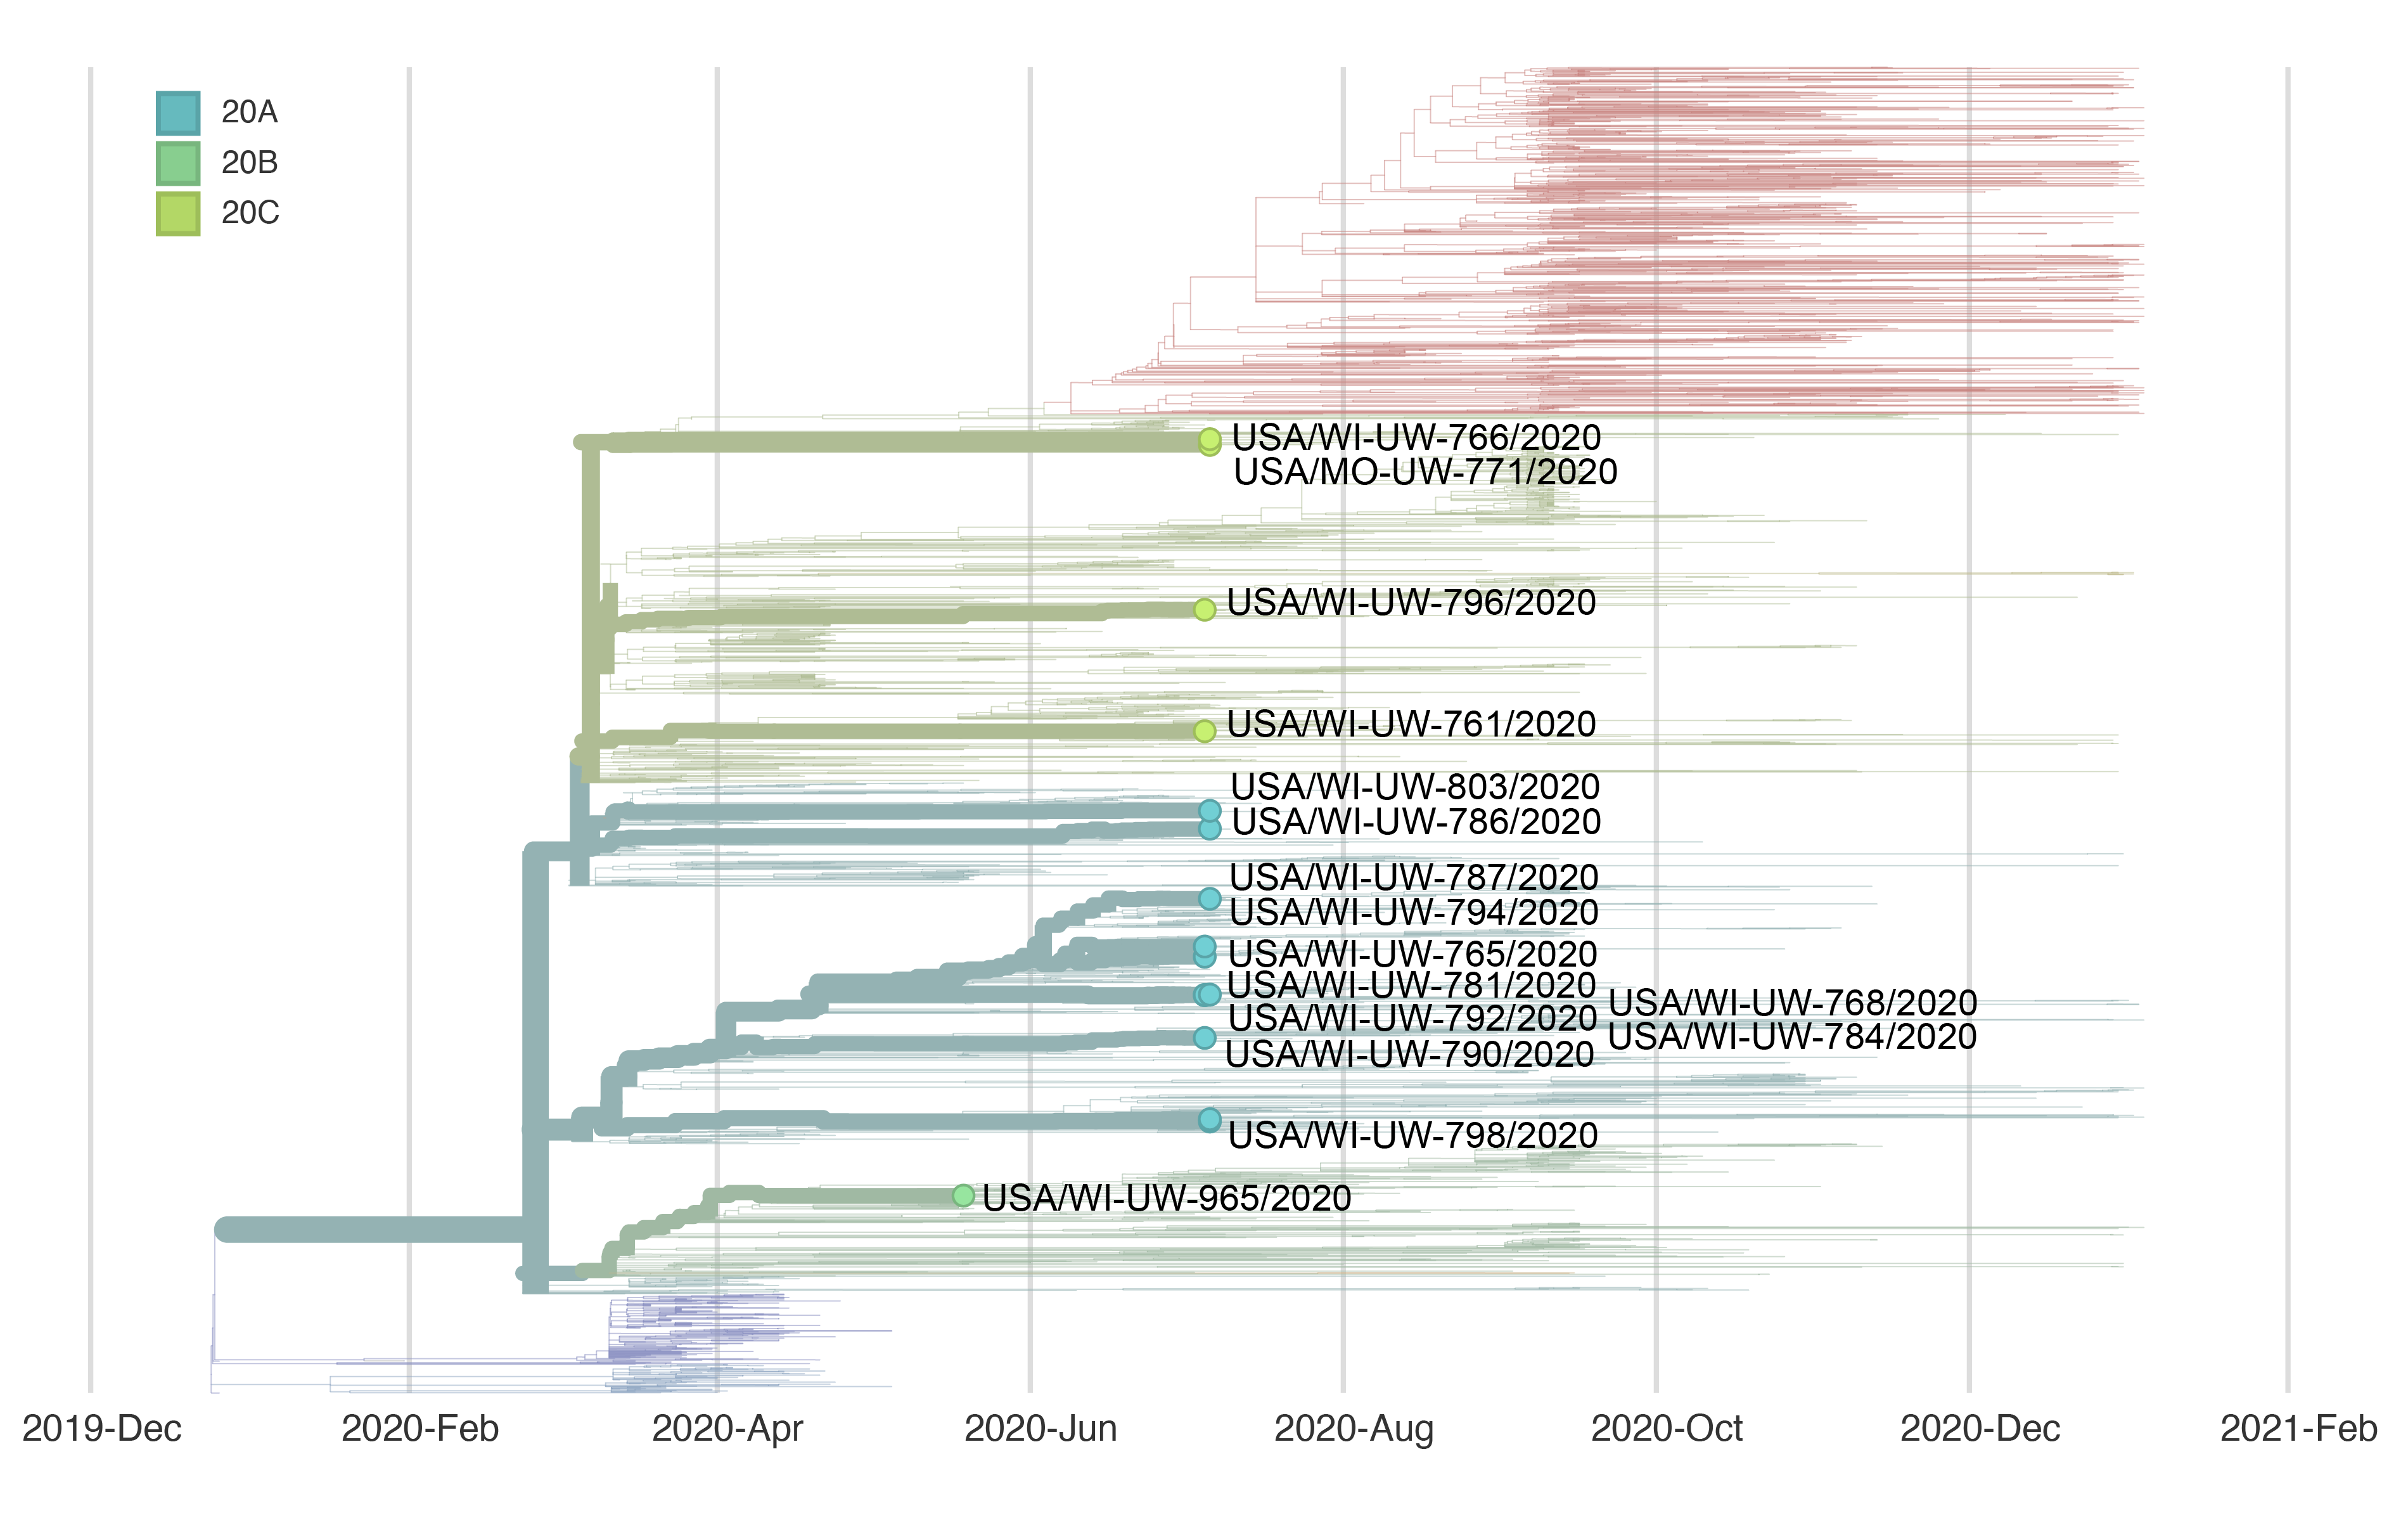 20A
20B
20C
USA/WI-UW-766/2020
USA/MO-UW-771/2020
USA/WI-UW-796/2020
USA/WI-UW-761/2020
USA/WI-UW-803/2020
USA/WI-UW-786/2020
USA/WI-UW-787/2020
USA/WI-UW-794/2020
USA/WI-UW-765/2020
USA/WI-UW-781/2020
USA/WI-UW-768/2020
USA/WI-UW-792/2020
USA/WI-UW-784/2020
USA/WI-UW-790/2020
USA/WI-UW-798/2020
USA/WI-UW-965/2020
2019-Dec 2020-Feb 2020-Apr 2020-Jun 2020-Aug 2020-Oct 2020-Dec 2021-Feb